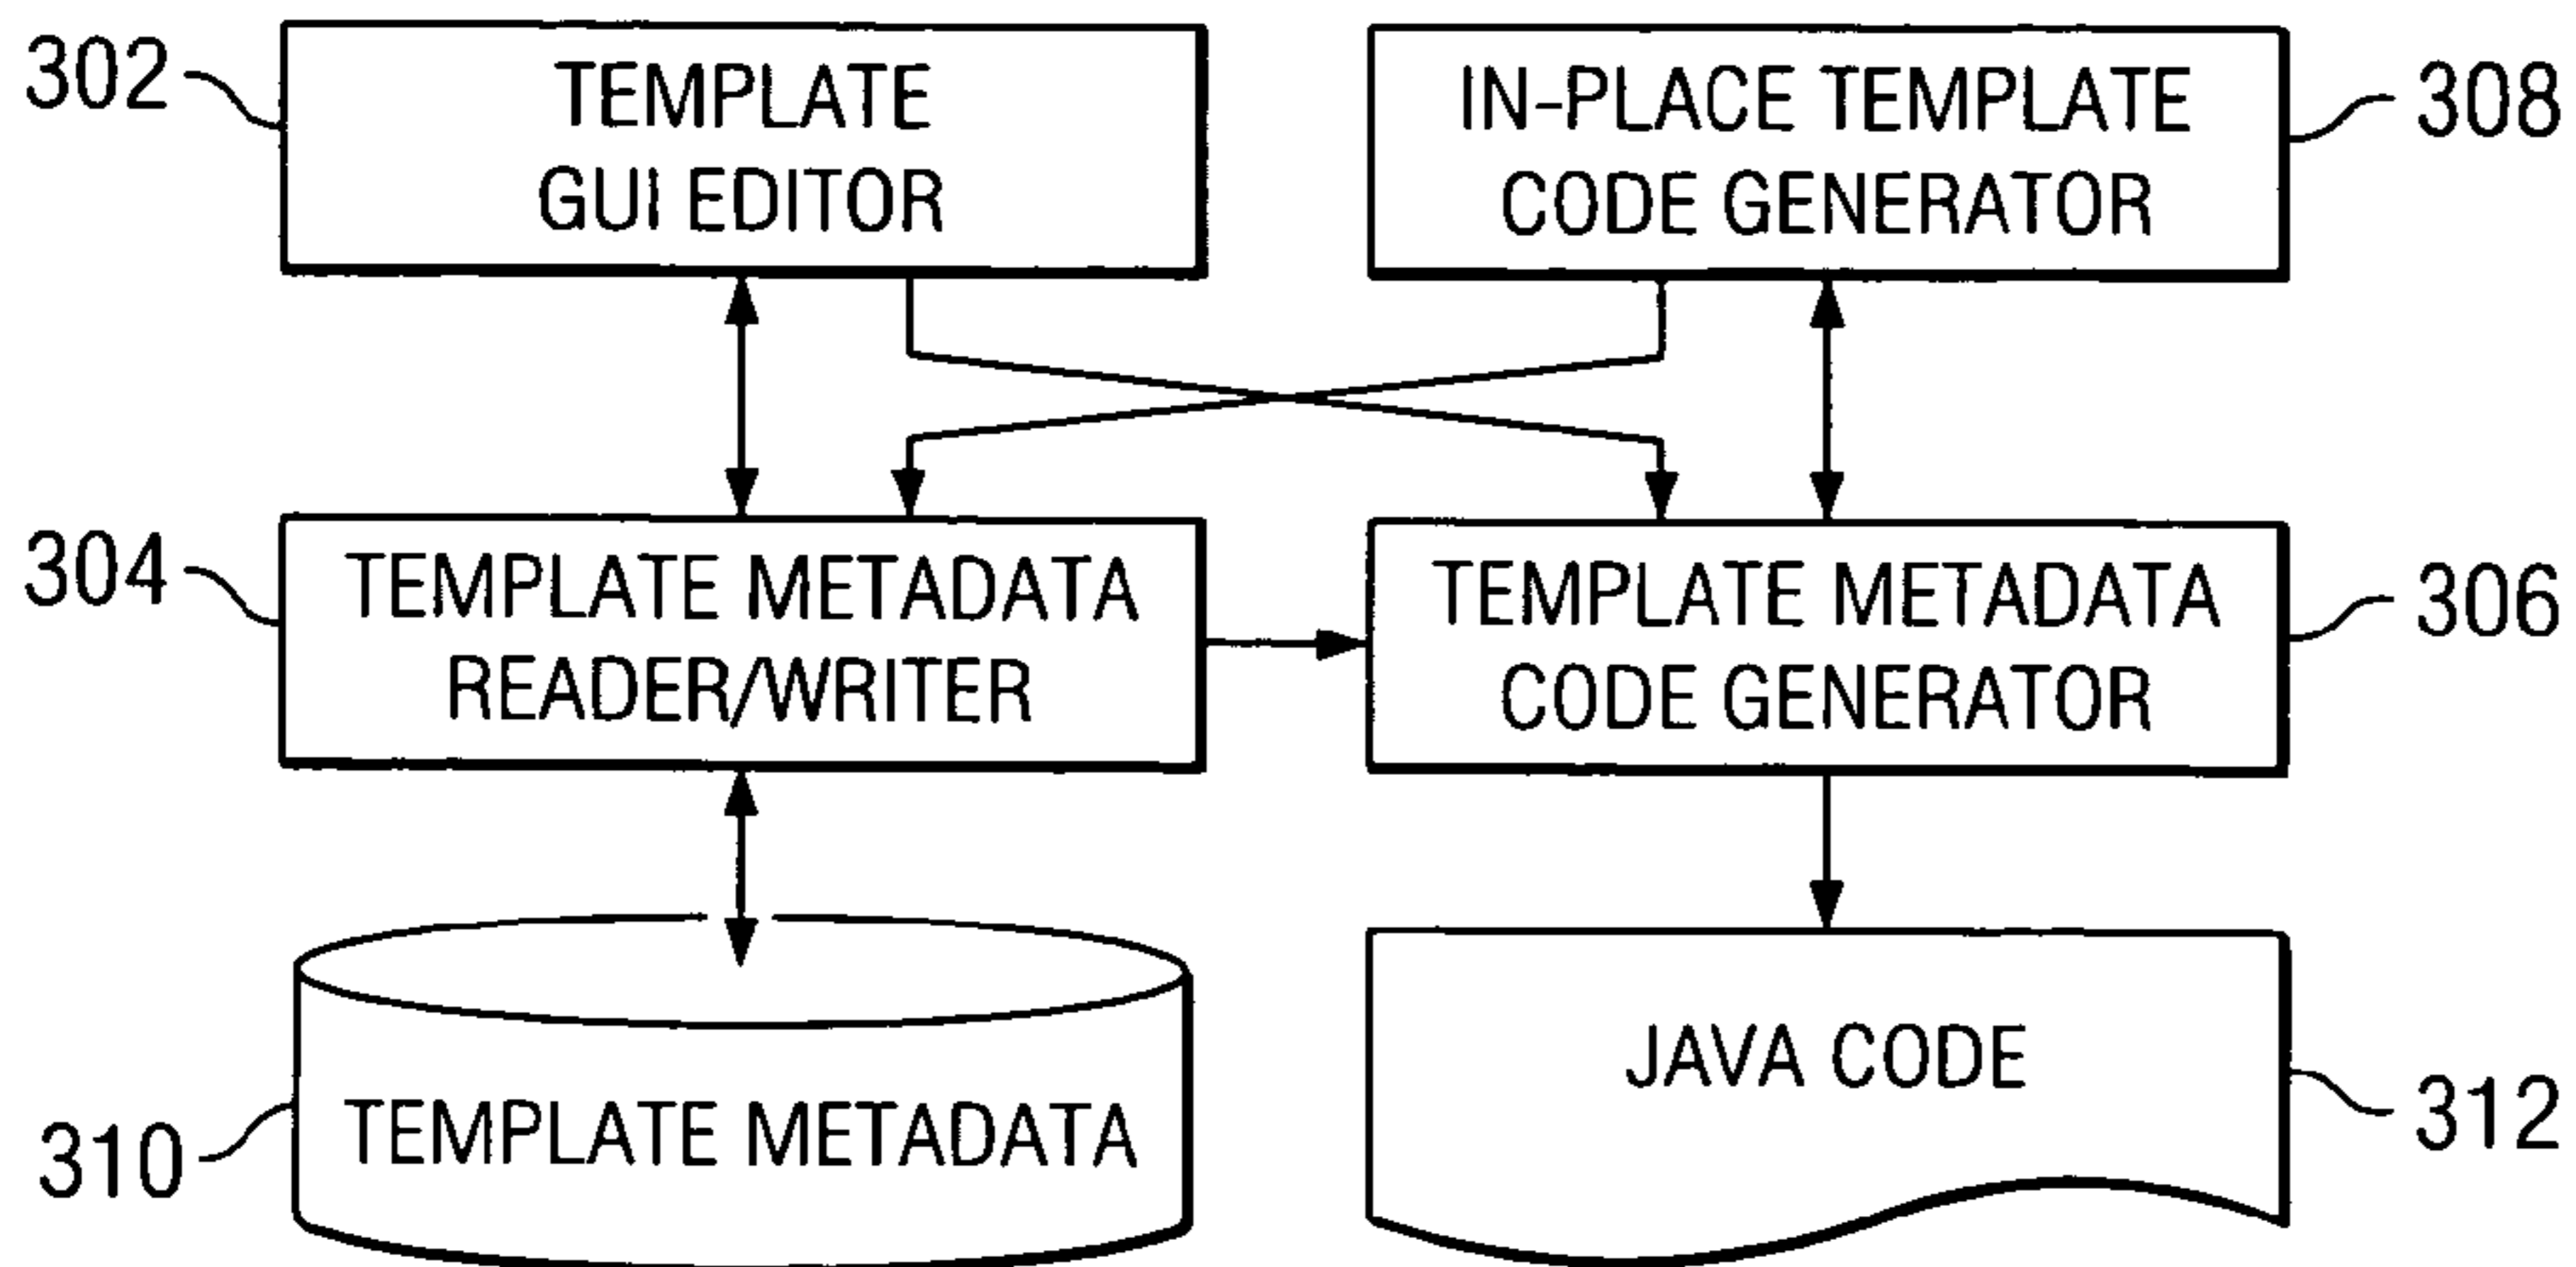 302
TEMPLATE
GUI EDITOR
IN-PLACE TEMPLATE
CODE GENERATOR
308
304
TEMPLATE METADATA
READER/WRITER
TEMPLATE METADATA
CODE GENERATOR
306
310
TEMPLATE METADATA
JAVA CODE
312